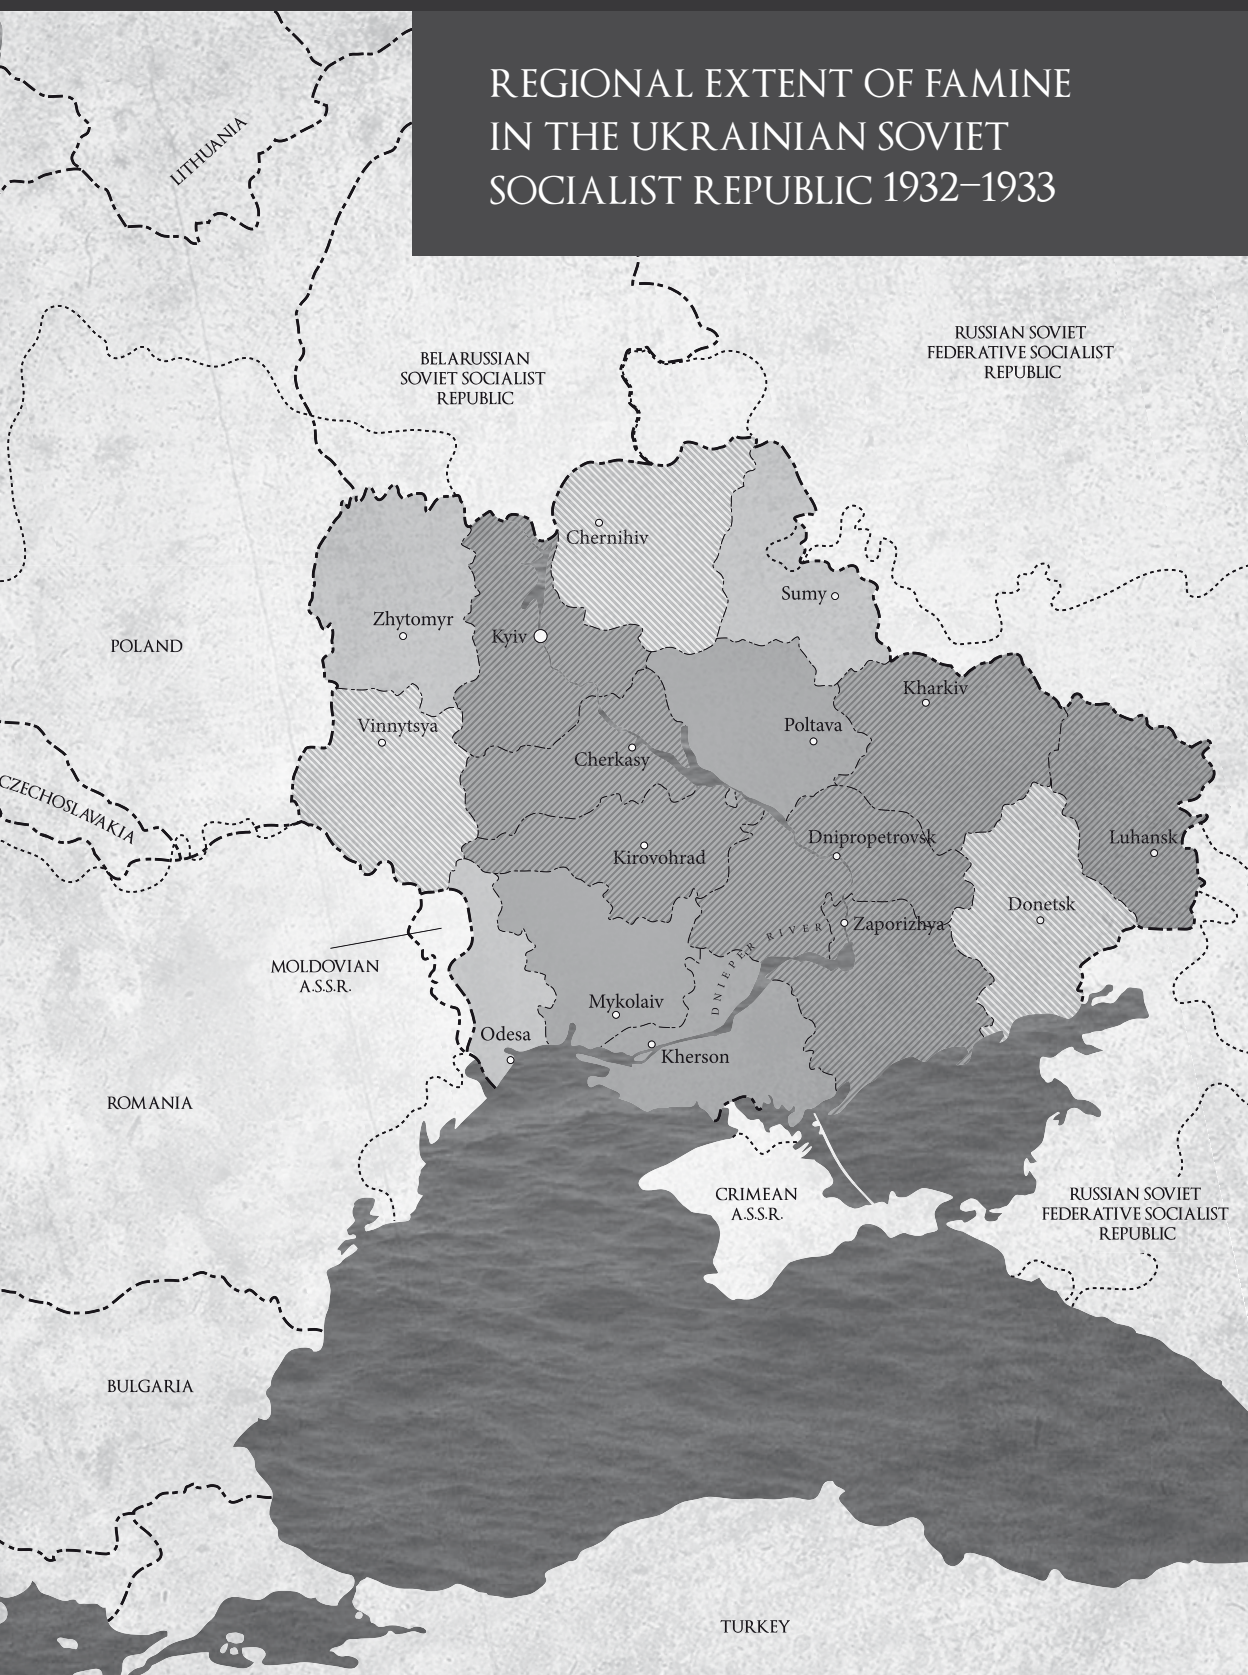 REGIONAL EXTENT OF FAMINE
IN THE UKRAINIAN SOVIET
SOCIALIST REPUBLIC 1932–1933
LITHUANIA
RUSSIAN SOVIET
FEDERATIVE SOCIALIST
REPUBLIC
BELARUSSIAN
SOVIET SOCIALIST
REPUBLIC
Chernihiv
Sumy
Zhytomyr
Kyiv
POLAND
Kharkiv
Vinnytsya
Poltava
Cherkasy
CZECHOSLAVAKIA
Dnipropetrovsk
Luhansk
Kirovohrad
Donetsk
Zaporizhya
DNIEPER RIVER
MOLDOVIAN
A.S.S.R.
Mykolaiv
Odesa
Kherson
ROMANIA
CRIMEAN
A.S.S.R.
RUSSIAN SOVIET
FEDERATIVE SOCIALIST
REPUBLIC
BULGARIA
TURKEY